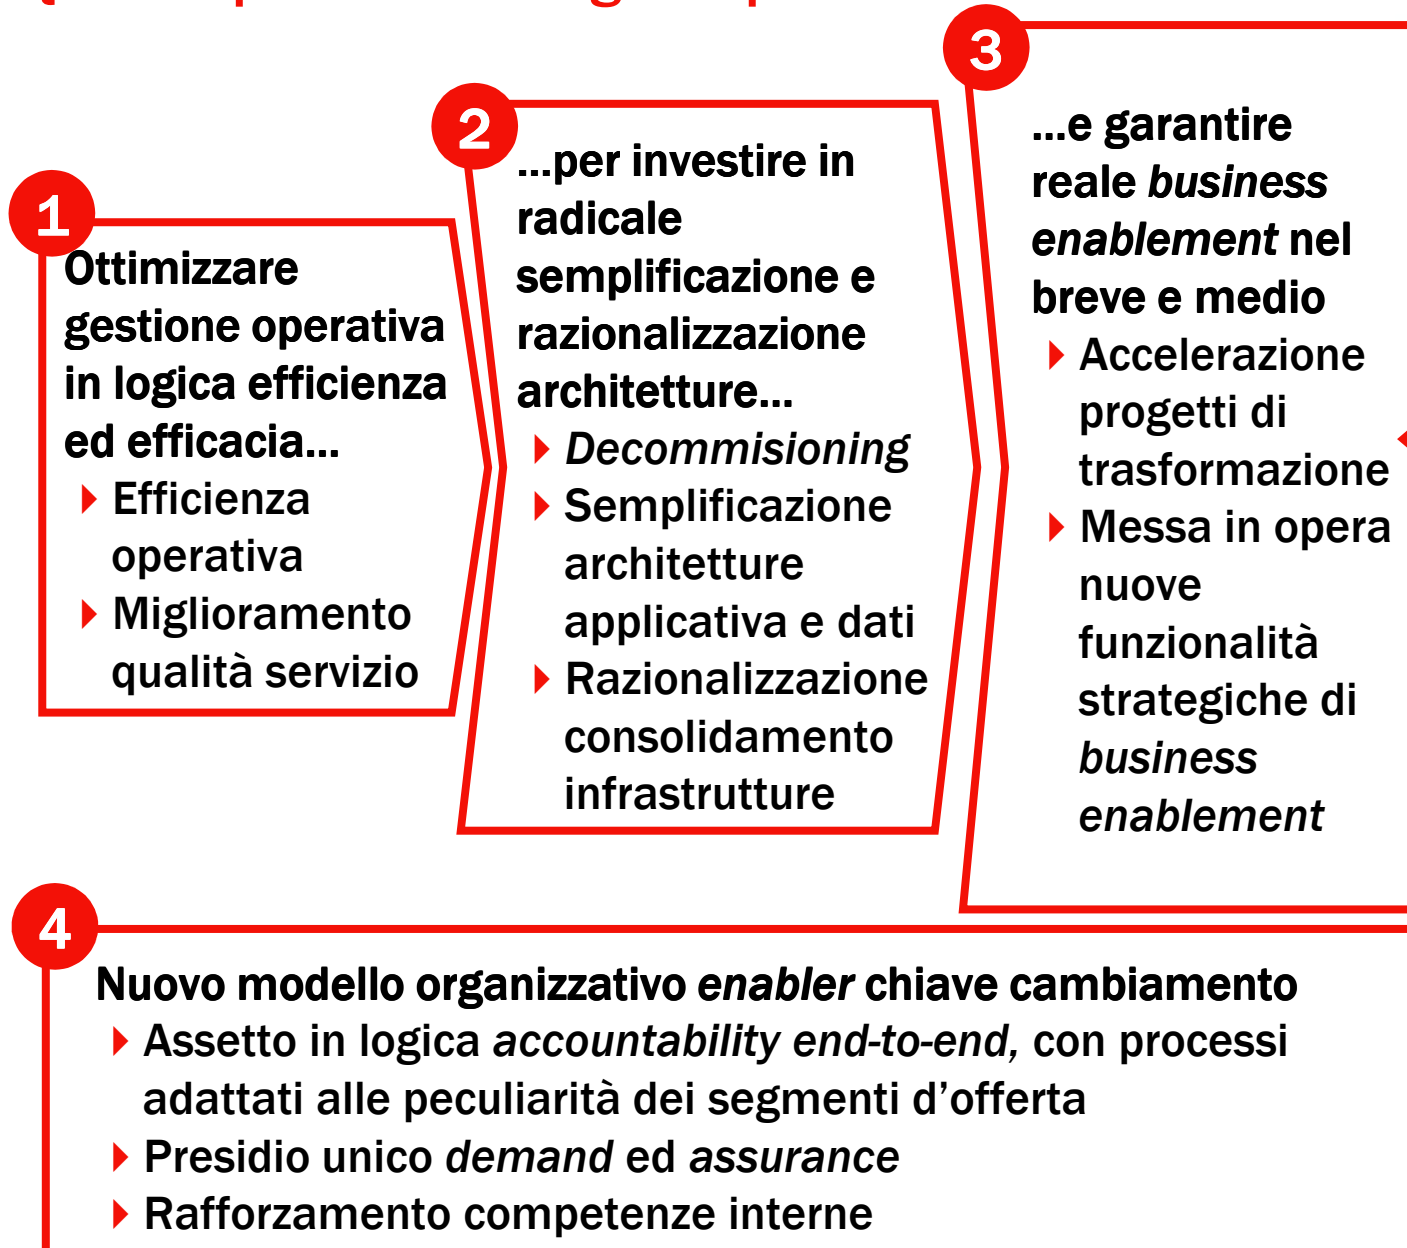 1
Ottimizzare
gestione operativa
in logica efficienza
ed efficacia...
Efficienza
operativa
Miglioramento
qualità servizio
2
...per investire in
radicale
semplificazione e
razionalizzazione
architetture...
Decommisioning
Semplificazione
architetture
applicativa e dati
Razionalizzazione
consolidamento
infrastrutture
3
...e garantire
reale business
enablement nel
breve e medio
Accelerazione
progetti di
trasformazione
Messa in opera
nuove
funzionalità
strategiche di
business
enablement
4
Nuovo modello organizzativo enabler chiave cambiamento
Assetto in logica accountability end-to-end, con processi
adattati alle peculiarità dei segmenti d’offerta
Presidio unico demand ed assurance
Rafforzamento competenze interne